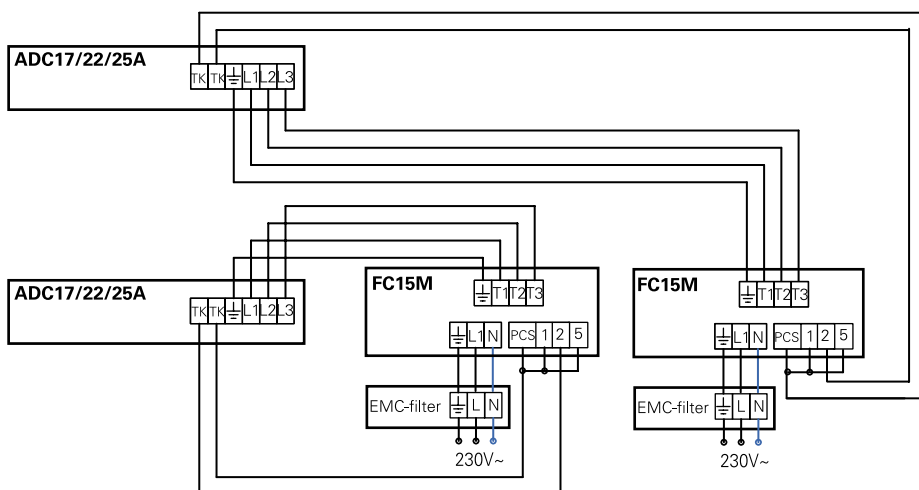 ADC17/22/25A
TK TK L1 L2 L3
ADC17/22/25A
TK TK L1 L2 L3
FC15M
T1 T2 T3
L1 N PCS 1 2 5
EMC-filter L N
230V~
FC15M
T1 T2 T3
L1 N PCS 1 2 5
EMC-filter L N
230V~